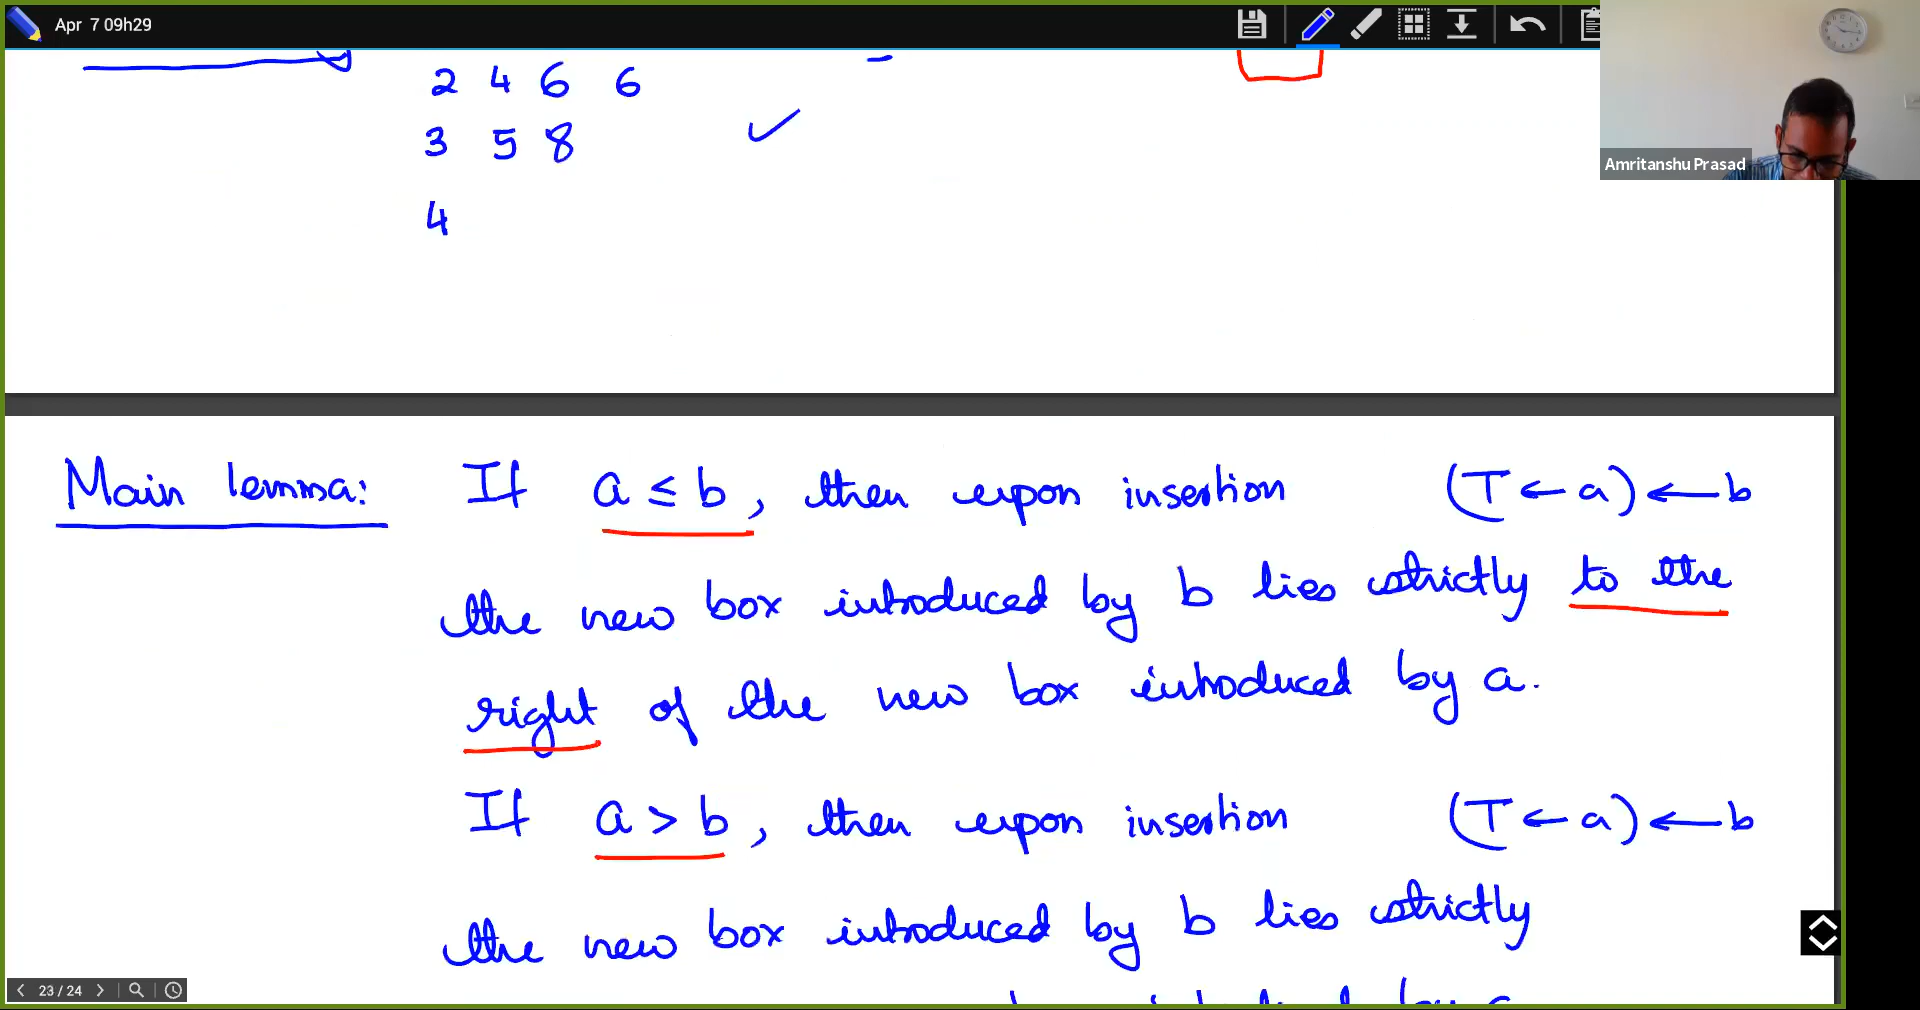 Apr 7 09h29
2 4 6 6
3 5 8 ✓
4
Amritanshu Prasad
Main lemma: If a ≤ b, then upon insertion (T ← a) ← b
the new box introduced by b lies strictly to the
right of the new box introduced by a.
If a > b, then upon insertion (T ← a) ← b
the new box introduced by b lies strictly
23 / 24